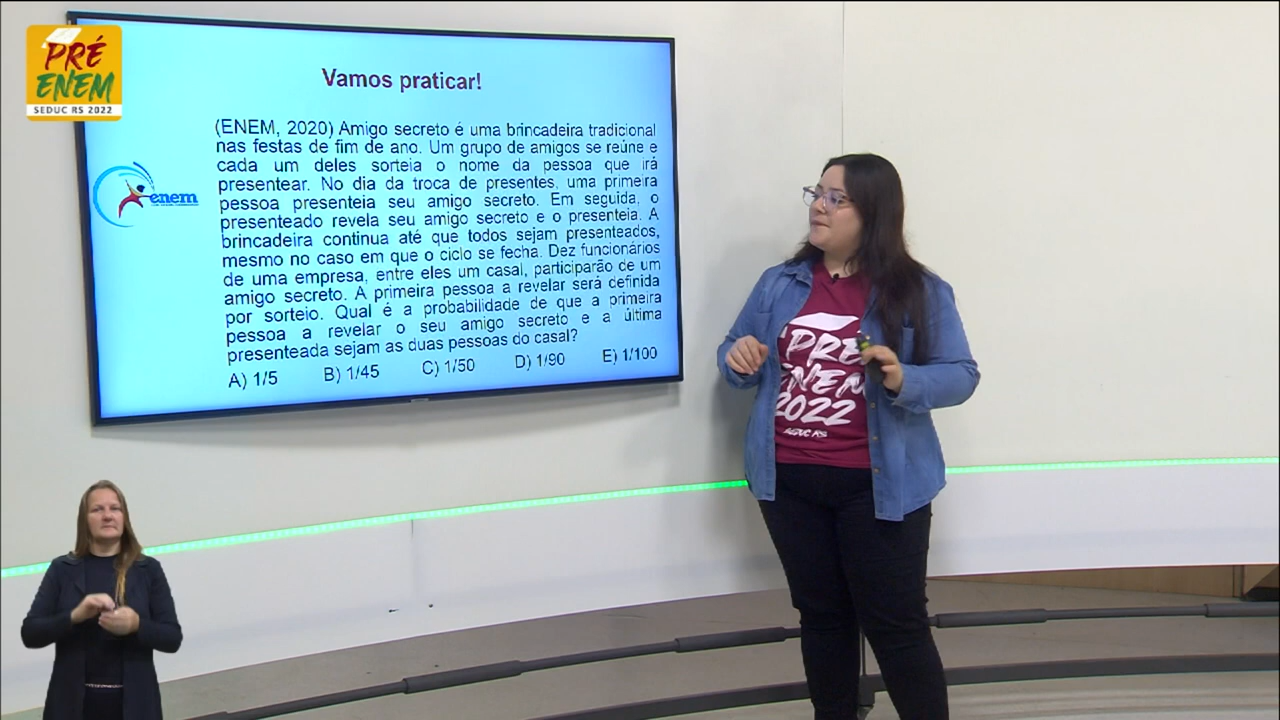 PRÉ
ENEM
SEDUC RS 2022
Vamos praticar!
(ENEM, 2020) Amigo secreto é uma brincadeira tradicional
nas festas de fim de ano. Um grupo de amigos se reúne e
cada um deles sorteia o nome da pessoa que irá
presentear. No dia da troca de presentes, uma primeira
pessoa presenteia seu amigo secreto. Em seguida, o
presenteado revela seu amigo secreto e o presenteia. A
brincadeira continua até que todos sejam presenteados,
mesmo no caso em que o ciclo se fecha. Dez funcionários
de uma empresa, entre eles um casal, participarão de um
amigo secreto. A primeira pessoa a revelar será definida
por sorteio. Qual é a probabilidade de que a primeira
pessoa a revelar o seu amigo secreto e a última
presenteada sejam as duas pessoas do casal?
A) 1/5 B) 1/45 C) 1/50 D) 1/90 E) 1/100
enem
PRÉ
ENEM
2022
SEDUC RS